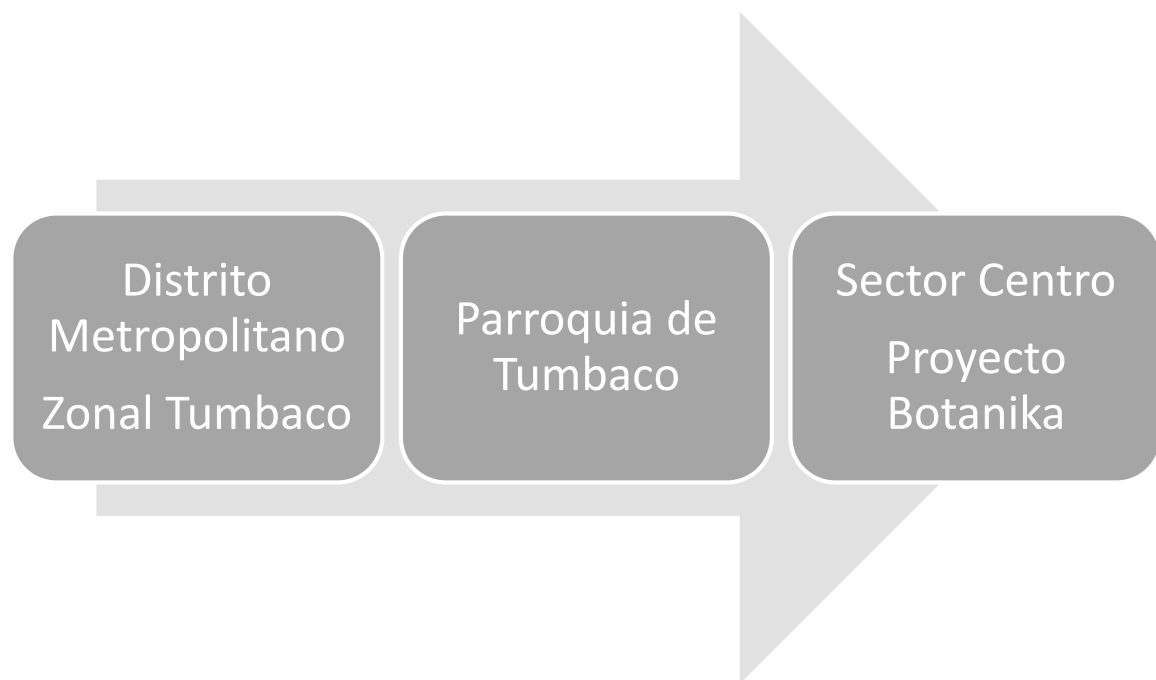 Distrito
Metropolitano
Zonal Tumbaco
Parroquia de
Tumbaco
Sector Centro
Proyecto
Botanika